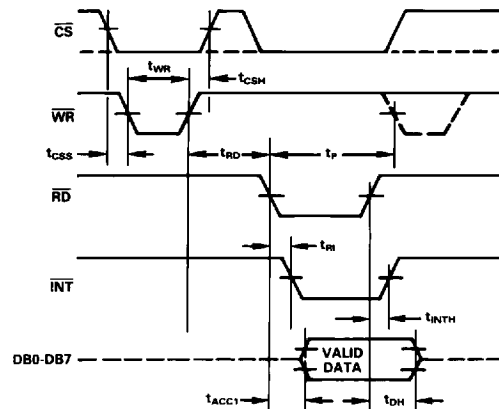 CS
tWR
tCSH
WR
tCSS
tRD
tP
RD
tRI
INT
tINTH
DB0-DB7
VALID
DATA
tACC1
tDH